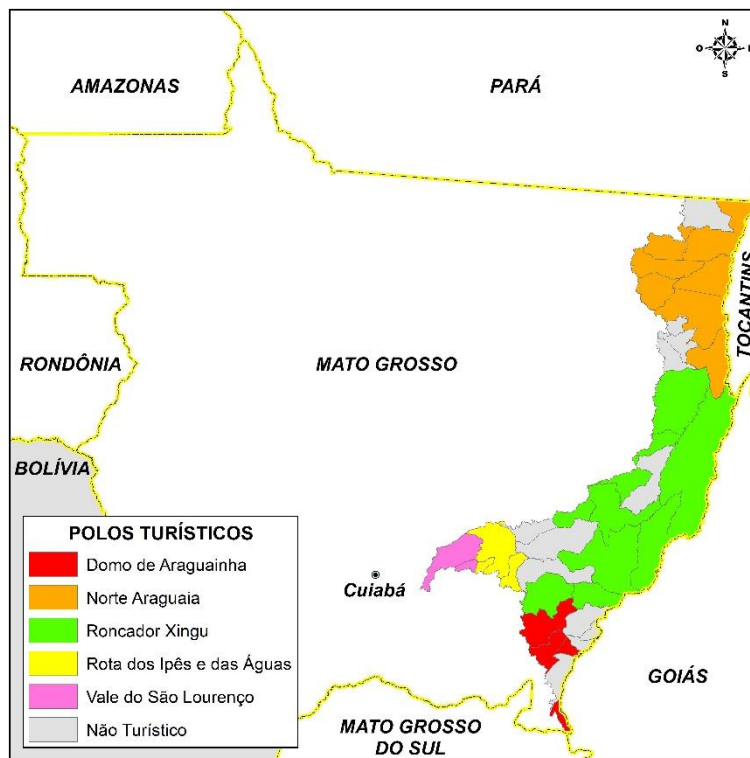 N
O
S
AMAZONAS
PARÁ
TOCANTINS
RONDÔNIA
MATO GROSSO
BOLÍVIA
POLOS TURÍSTICOS
Domo de Araguainha
Norte Araguaia
Roncador Xingu
Rota dos Ipês e das Águas
Vale do São Lourenço
Não Turístico
Cuiabá
GOIÁS
MATO GROSSO
DO SUL